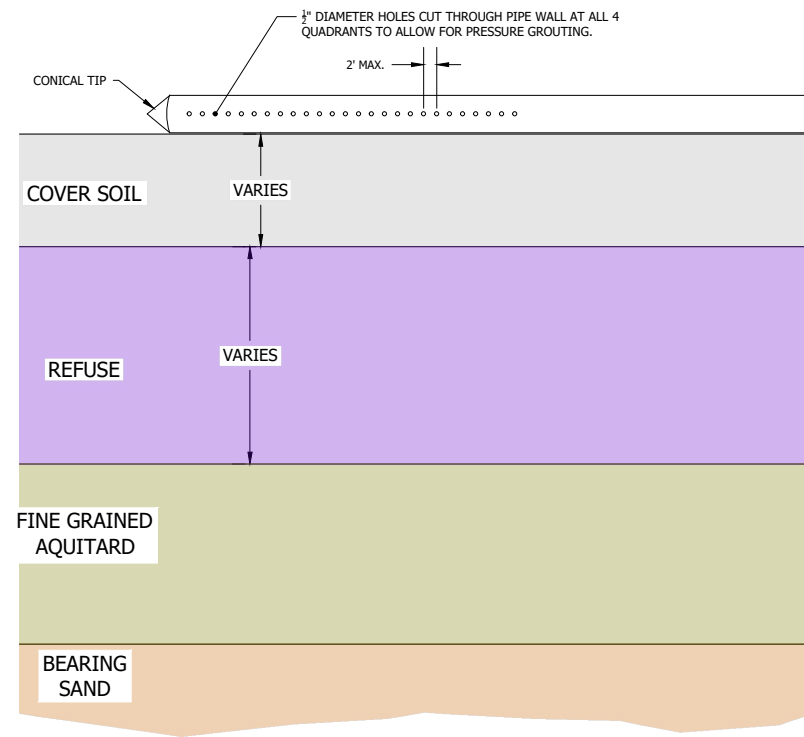 ½" DIAMETER HOLES CUT THROUGH PIPE WALL AT ALL 4
QUADRANTS TO ALLOW FOR PRESSURE GROUTING.
2' MAX.
CONICAL TIP
COVER SOIL
VARIES
REFUSE
VARIES
FINE GRAINED
AQUITARD
BEARING
SAND